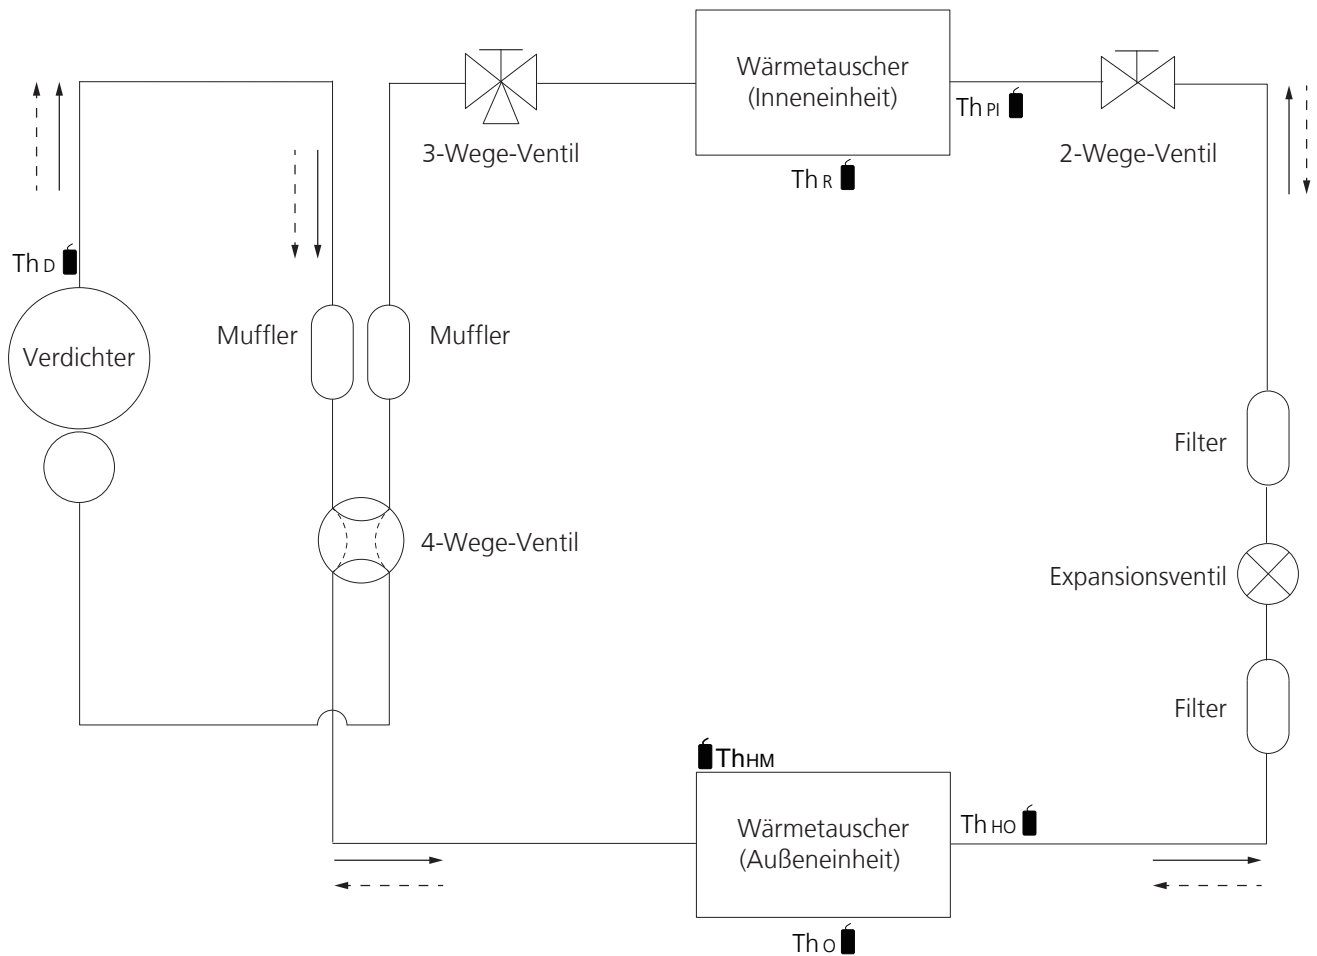 Wärmetauscher
(Inneneinheit)
Th PI
3-Wege-Ventil
2-Wege-Ventil
Th R
Th D
Muffler
Muffler
Verdichter
Filter
4-Wege-Ventil
Expansionsventil
Filter
ThHM
Wärmetauscher
(Außeneinheit)
Th HO
Th O